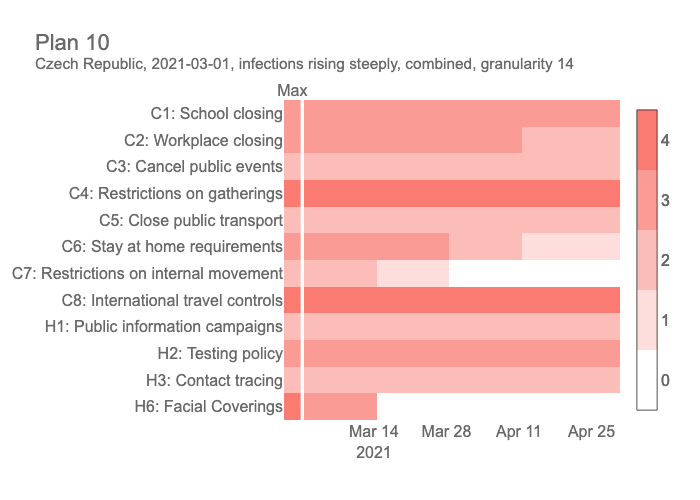 Plan 10
Czech Republic, 2021-03-01, infections rising steeply, combined, granularity 14
Max
C1: School closing
C2: Workplace closing
C3: Cancel public events
C4: Restrictions on gatherings
C5: Close public transport
C6: Stay at home requirements
C7: Restrictions on internal movement
C8: International travel controls
H1: Public information campaigns
H2: Testing policy
H3: Contact tracing
H6: Facial Coverings
Mar 14 Mar 28 Apr 11 Apr 25
2021
4
3
2
1
0